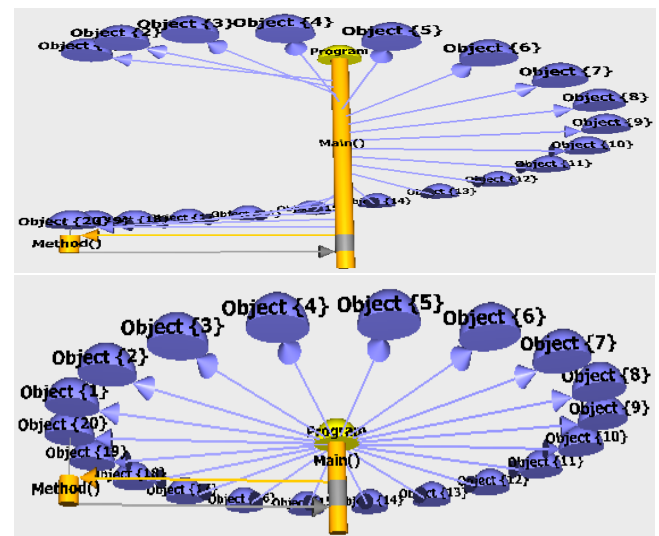 Object {4}
Object {3}
Object {2}
Object {5}
Program
Object {6}
Object {7}
Object {8}
Object {9}
Main()
Object {10}
Object {11}
Object {12}
Object {13}
Object {20}
Method()
Object {4}
Object {5}
Object {3}
Object {6}
Object {2}
Object {7}
Object {1}
Object {8}
Object {9}
Object {20}
Program
Object {10}
Object {19}
Main()
Object {11}
Object {18}
Object {12}
Method()
Object {13}